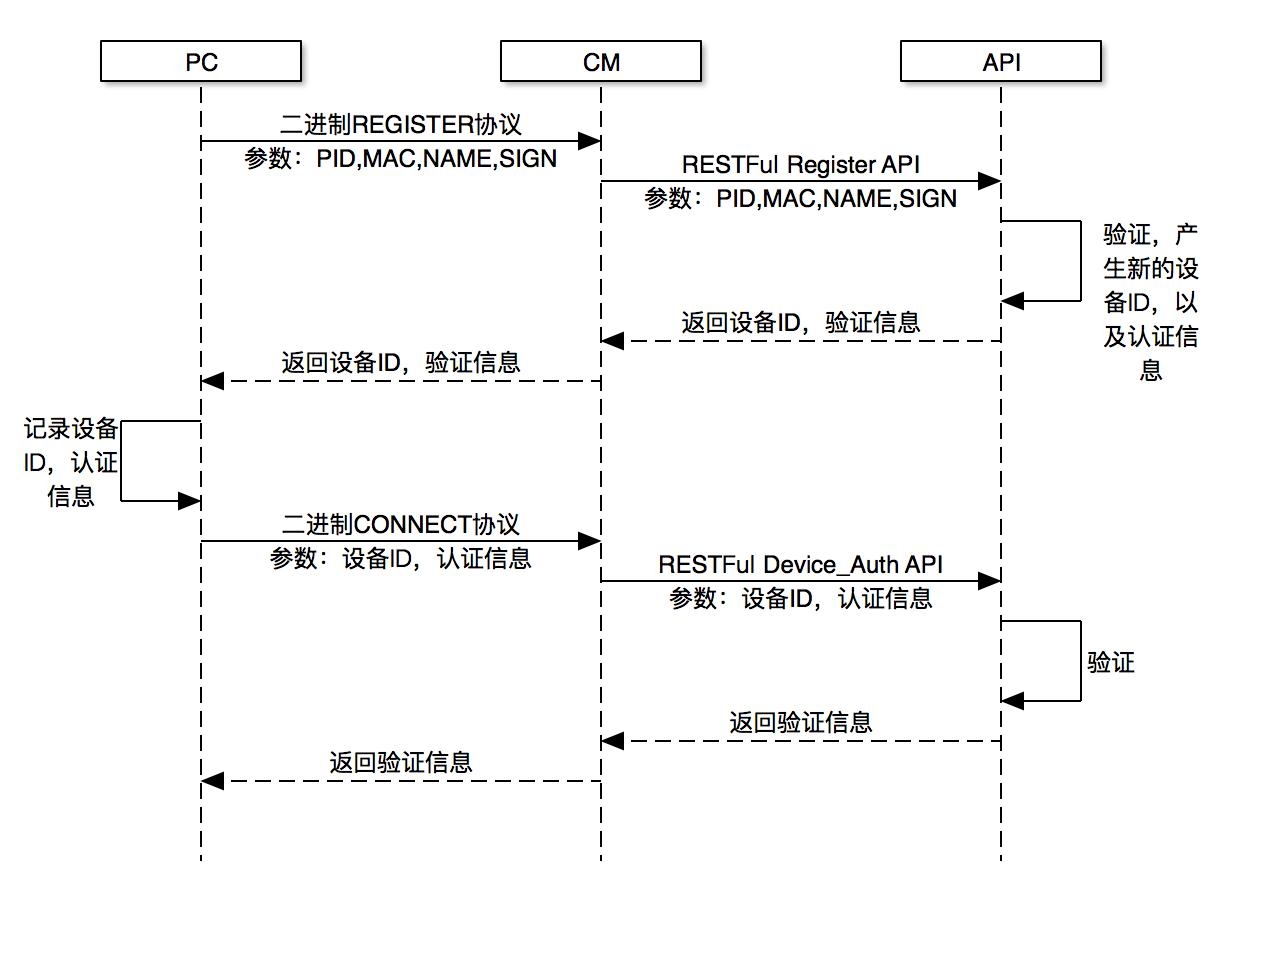 PC
CM
API
二进制REGISTER协议
参数：PID,MAC,NAME,SIGN
RESTFul Register API
参数：PID,MAC,NAME,SIGN
验证，产
生新的设
备ID，以
及认证信
息
返回设备ID，验证信息
返回设备ID，验证信息
记录设备
ID，认证
信息
二进制CONNECT协议
参数：设备ID，认证信息
RESTFul Device_Auth API
参数：设备ID，认证信息
验证
返回验证信息
返回验证信息